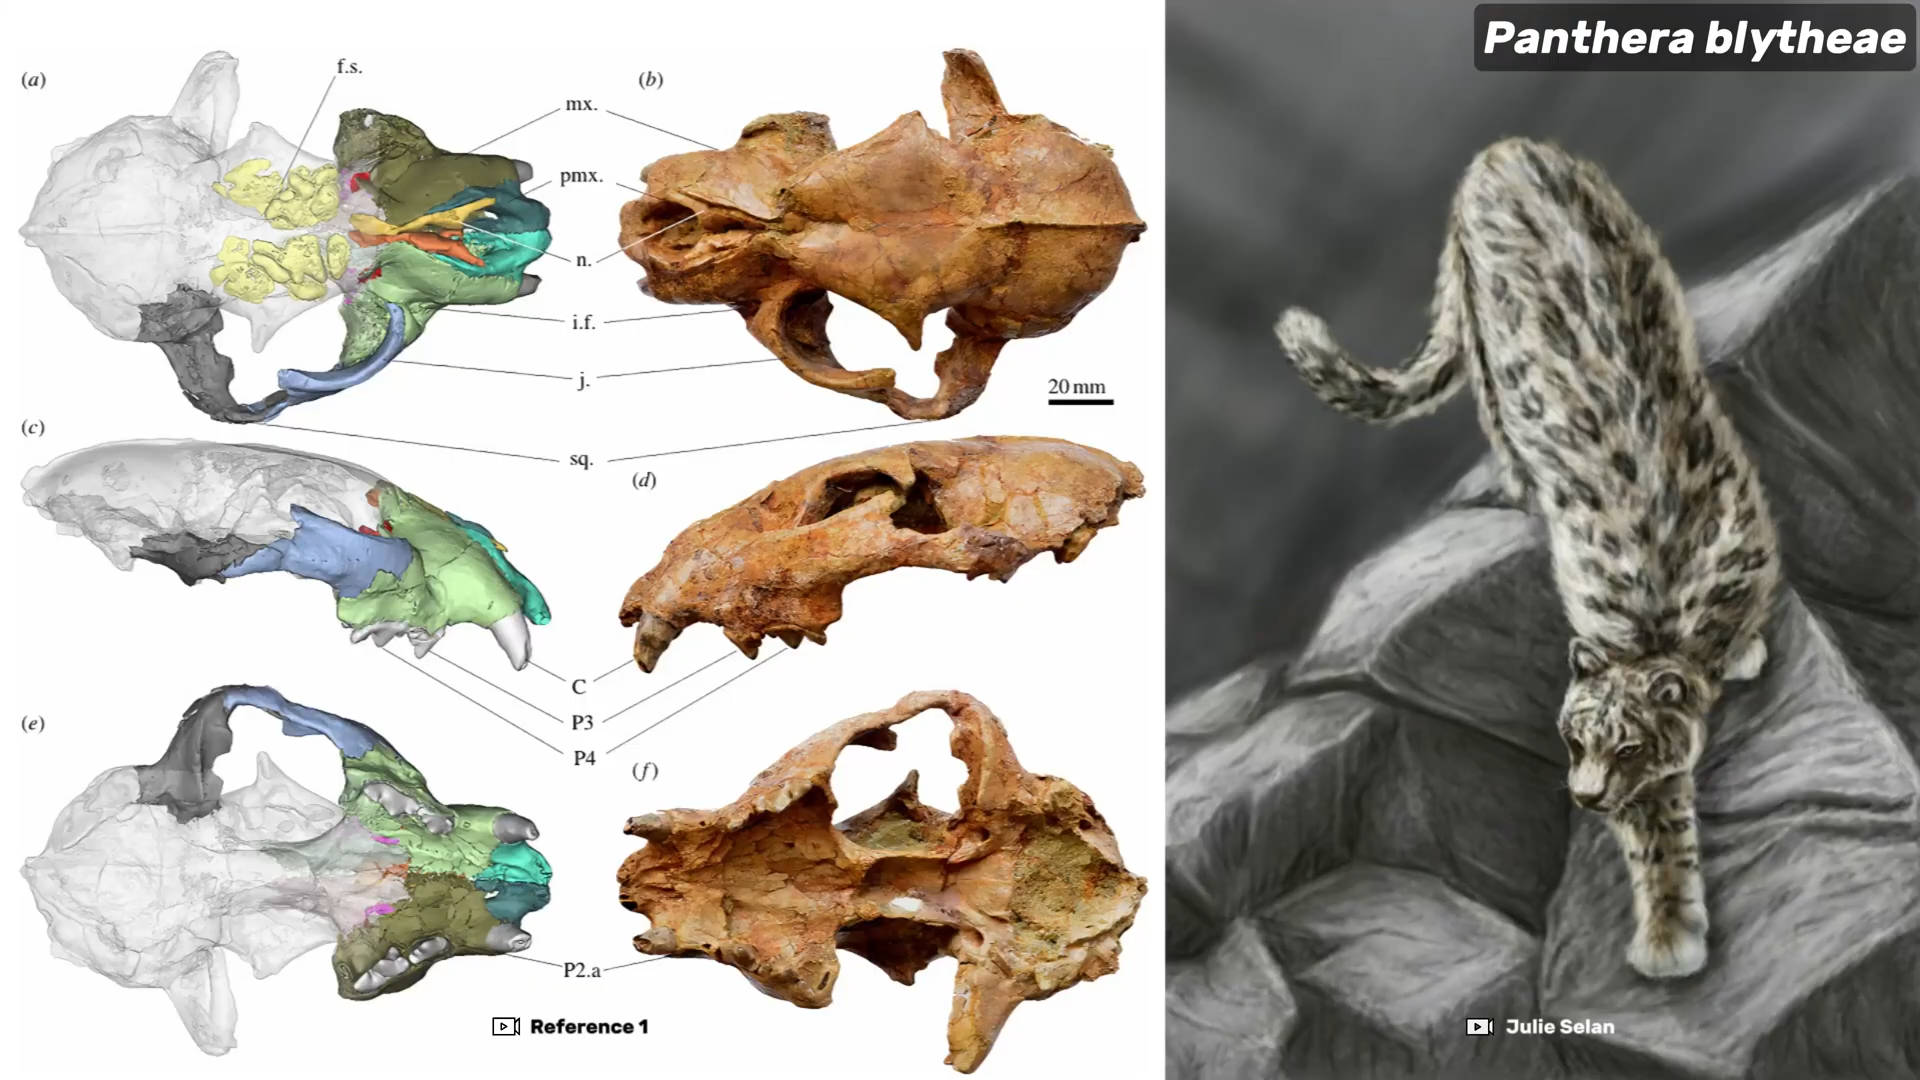 Panthera blytheae
(a)
f.s.
(b)
mx.
pmx.
n.
i.f.
j.
20 mm
(c)
sq.
(d)
C
P3
(e)
P4
(f)
P2.a
Reference 1
Julie Selan